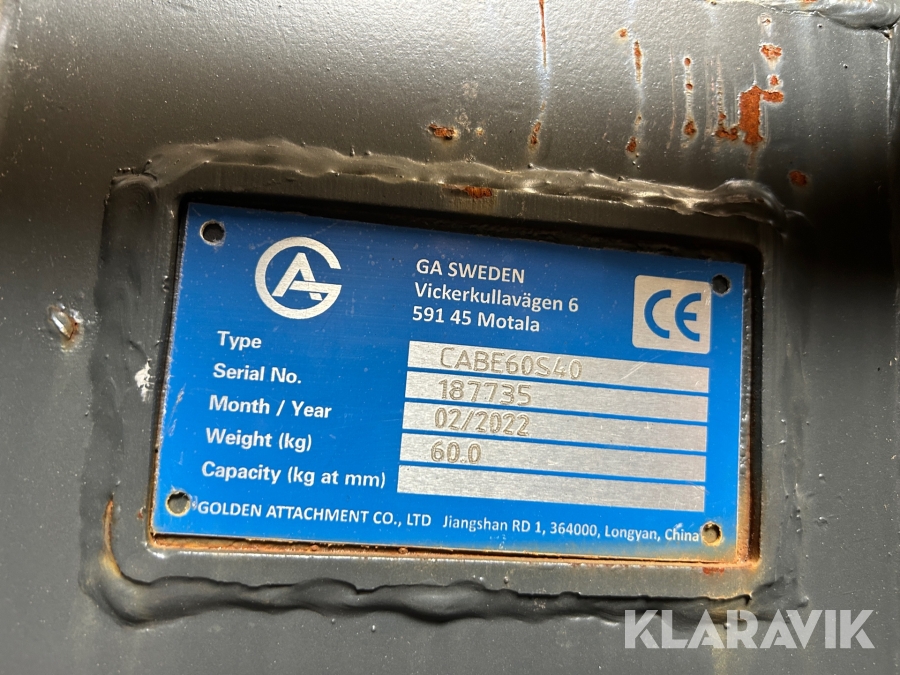 AG
GA SWEDEN
Vickerkullavägen 6
591 45 Motala
CE
Type CABE60S40
Serial No. 187735
Month / Year 02/2022
Weight (kg) 60.0
Capacity (kg at mm)
GOLDEN ATTACHMENT CO., LTD Jiangshan RD 1, 364000, Longyan, China
KLARAVIK